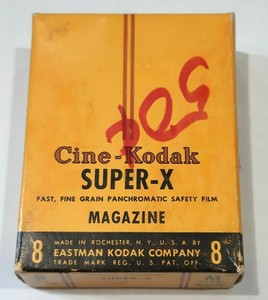 Cine-Kodak
SUPER-X
FAST, FINE GRAIN PANCHROMATIC SAFETY FILM
MAGAZINE
8 MADE IN ROCHESTER, N. Y., U. S. A. BY 8
EASTMAN KODAK COMPANY
TRADE MARK REG. U. S. PAT. OFF.
SUPER-X